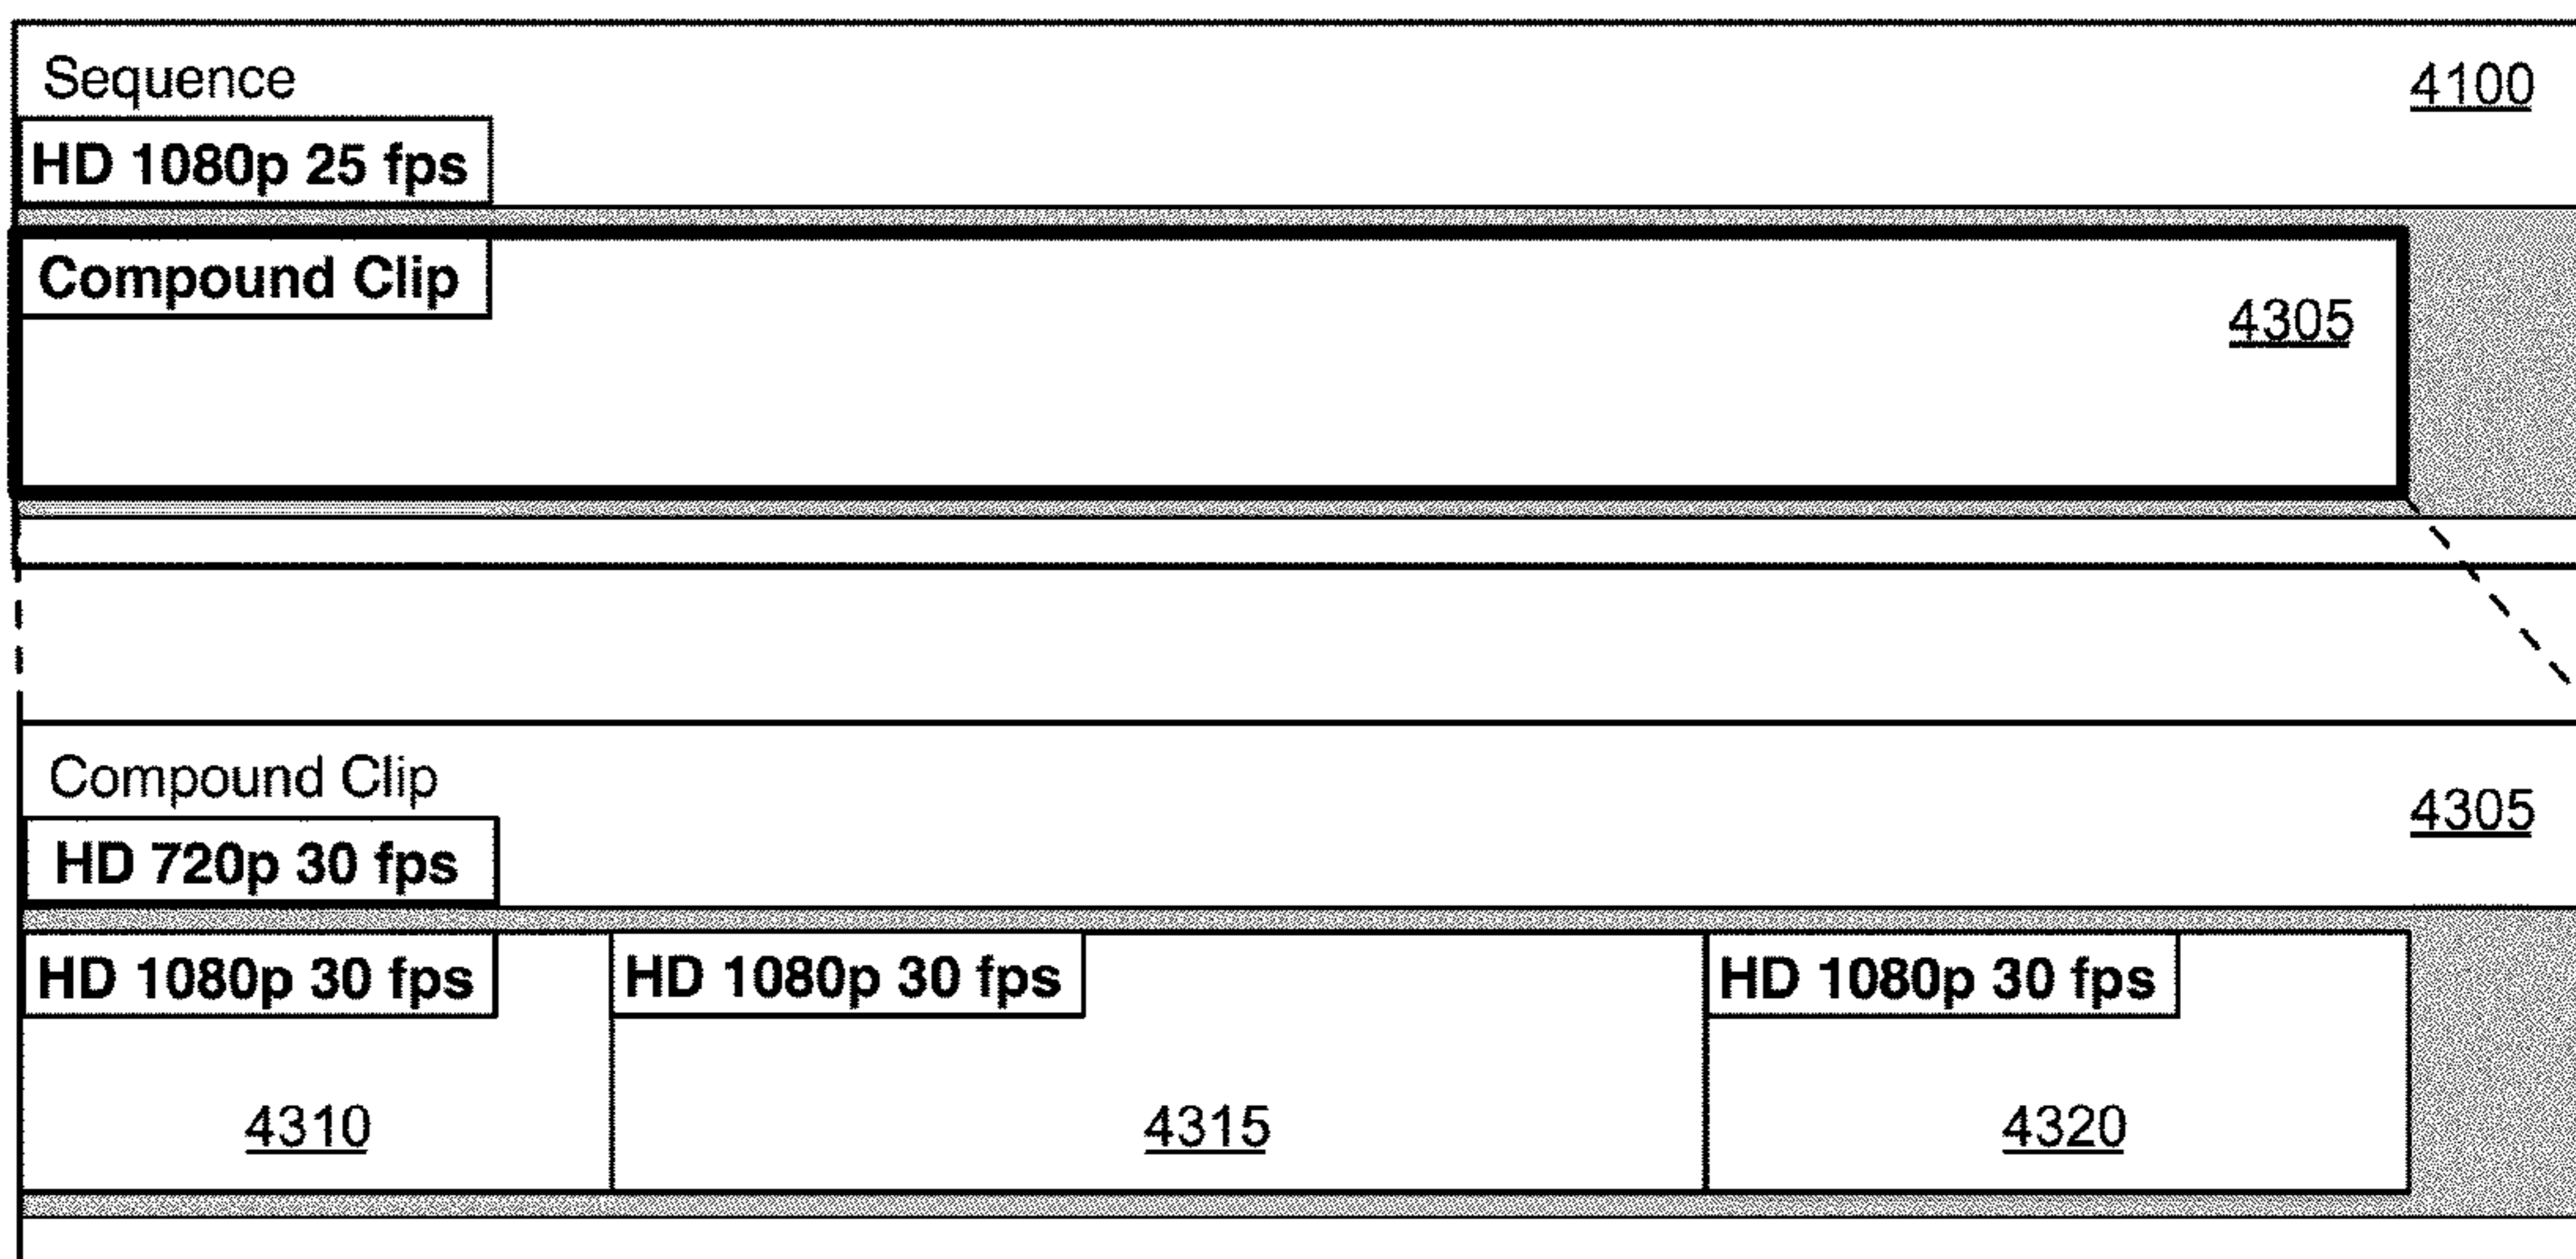 Sequence
4100
HD 1080p 25 fps
Compound Clip
4305
Compound Clip
4305
HD 720p 30 fps
HD 1080p 30 fps
HD 1080p 30 fps
HD 1080p 30 fps
4310
4315
4320